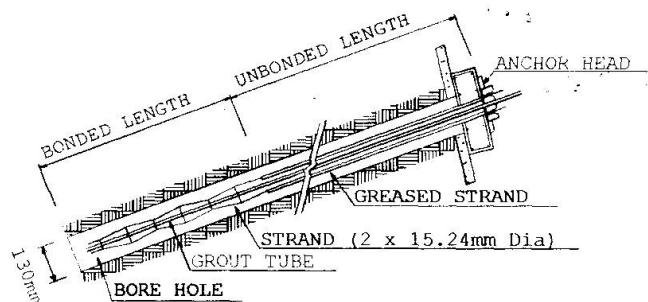 UNBONDED LENGTH
ANCHOR HEAD
BONDED LENGTH
GREASED STRAND
STRAND (2 x 15.24mm Dia)
GROUT TUBE
130mm
BORE HOLE